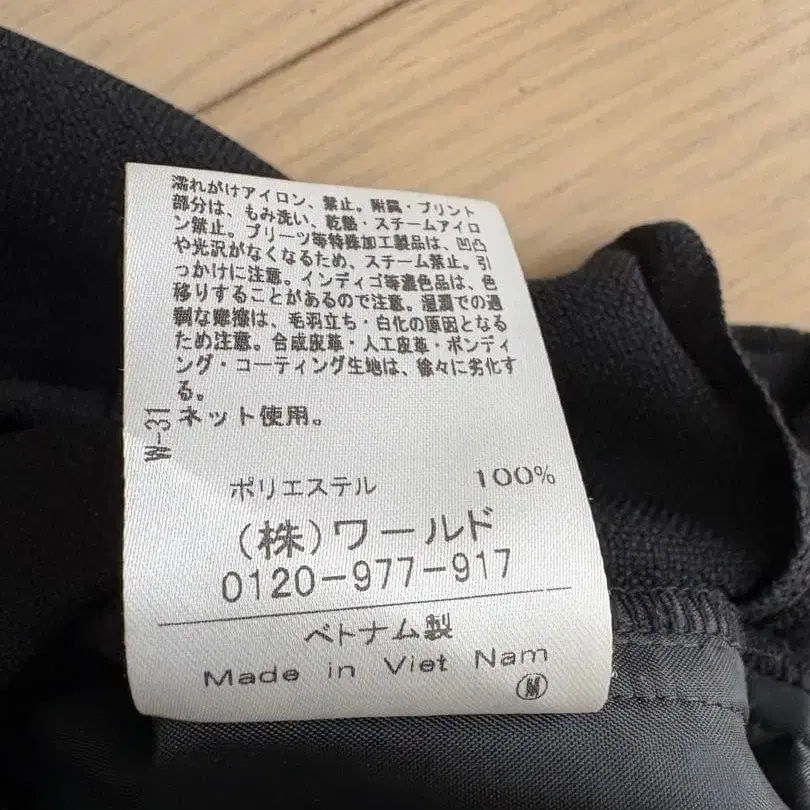 濡れがけアイロン、禁止。附属・プリント
部分は、もみ洗い、乾熱・スチームアイロ
ン禁止。プリーツ等特殊加工製品は、凹凸
や光沢がなくなるため、スチーム禁止。引
っかけに注意。インディゴ等濃色品は、色
移りすることがあるので注意。湿潤での過
剰な摩擦は、毛羽立ち・白化の原因となる
ため注意。合成皮革・人工皮革・ボンディ
ング・コーティング生地は、徐々に劣化す
る。
ネット使用。
W-31
ポリエステル 100%
(株)ワールド
0120-977-917
ベトナム製
Made in Viet Nam
M